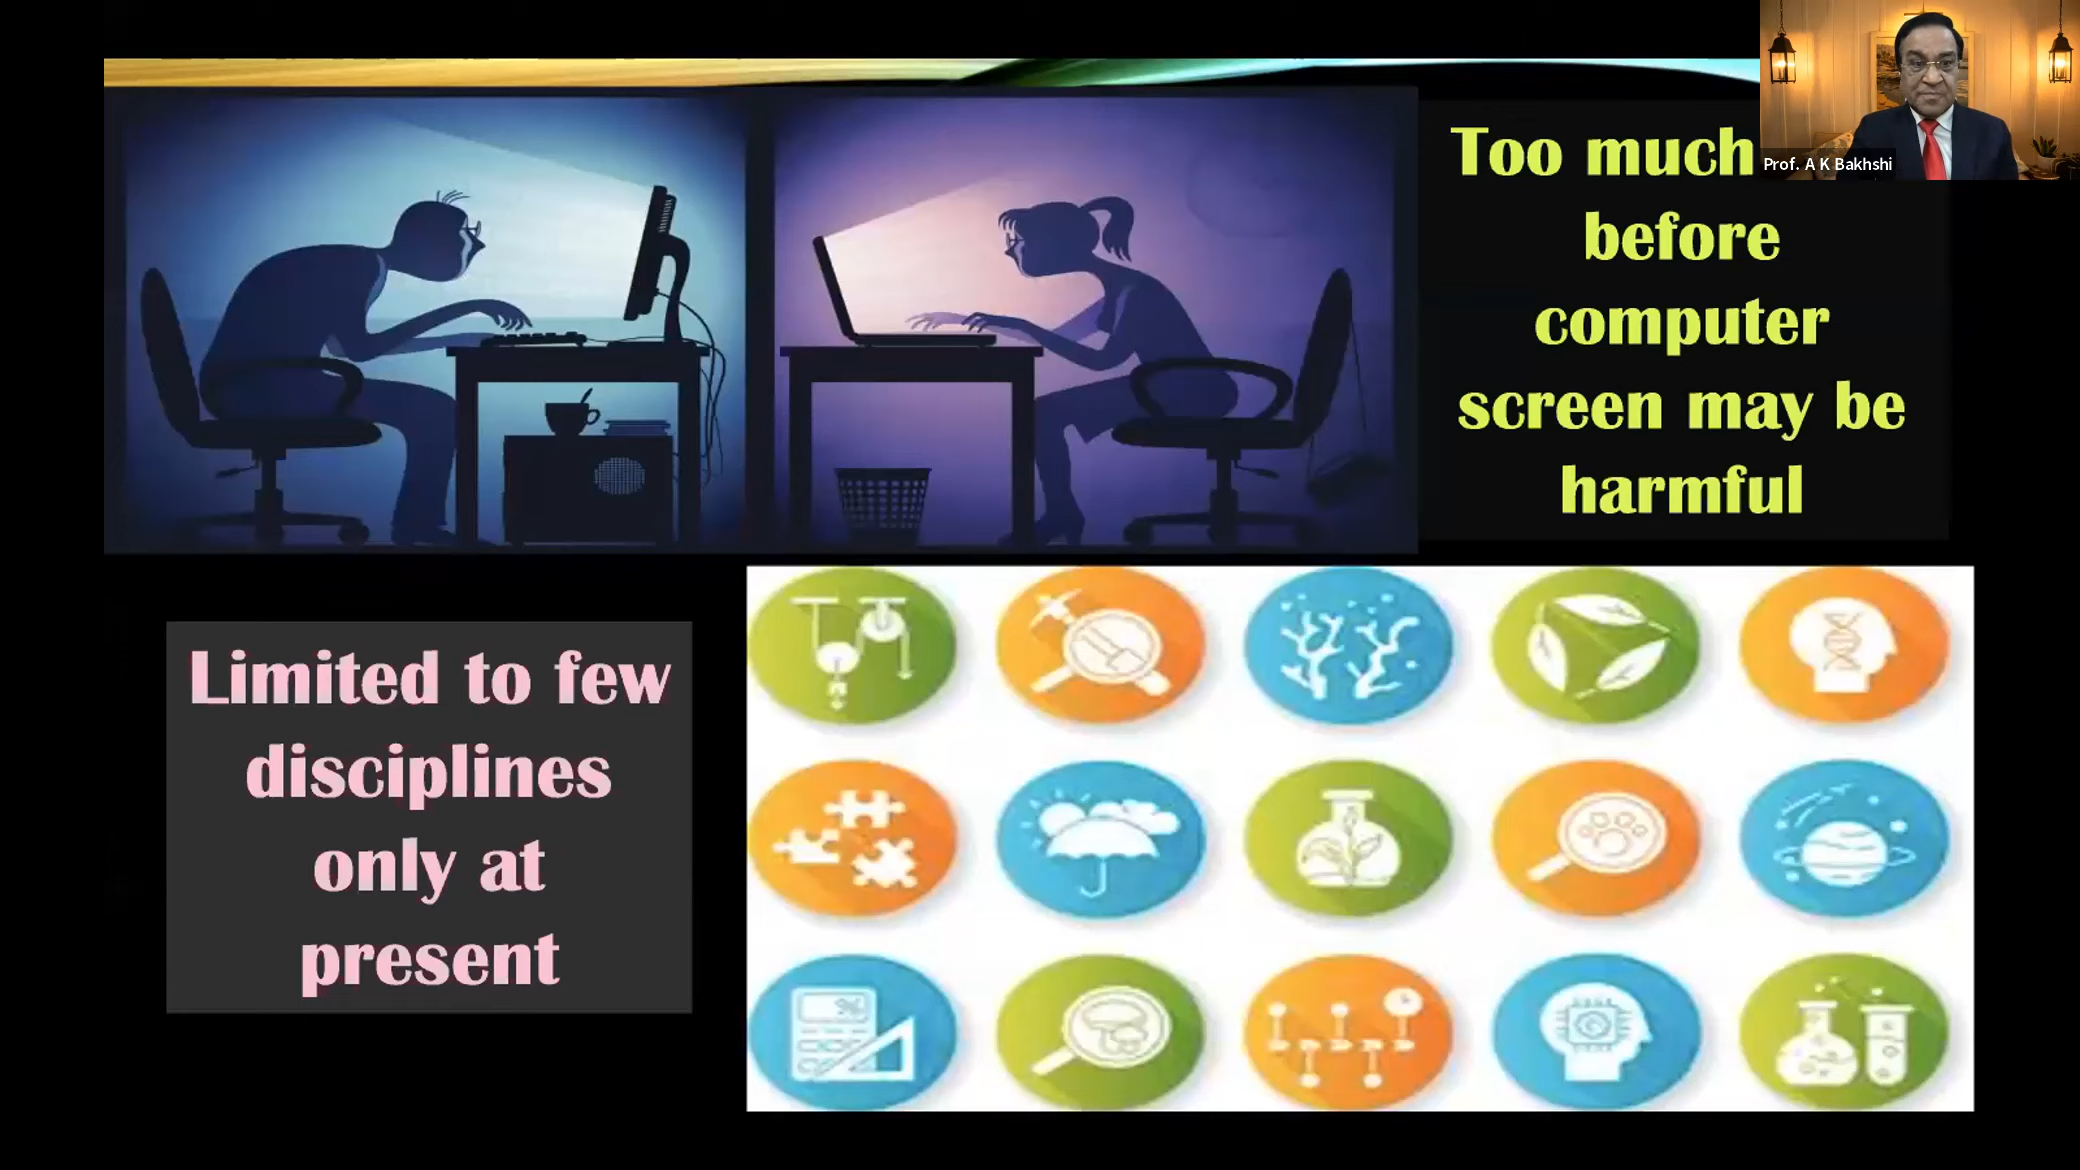 Too much
before
computer
screen may be
harmful
Prof. A K Bakhshi
Limited to few
disciplines
only at
present
%